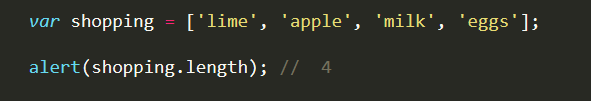 var shopping = ['lime', 'apple', 'milk', 'eggs'];
alert(shopping.length); //  4